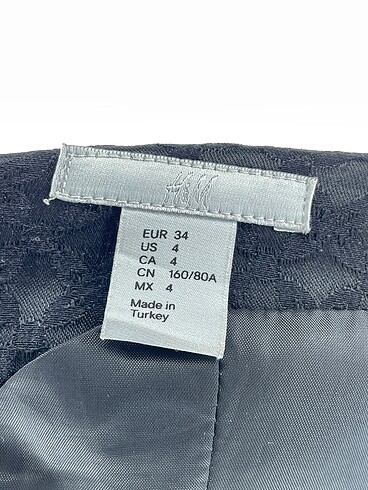 H&M
EUR 34
US 4
CA 4
CN 160/80A
MX 4
Made in
Turkey